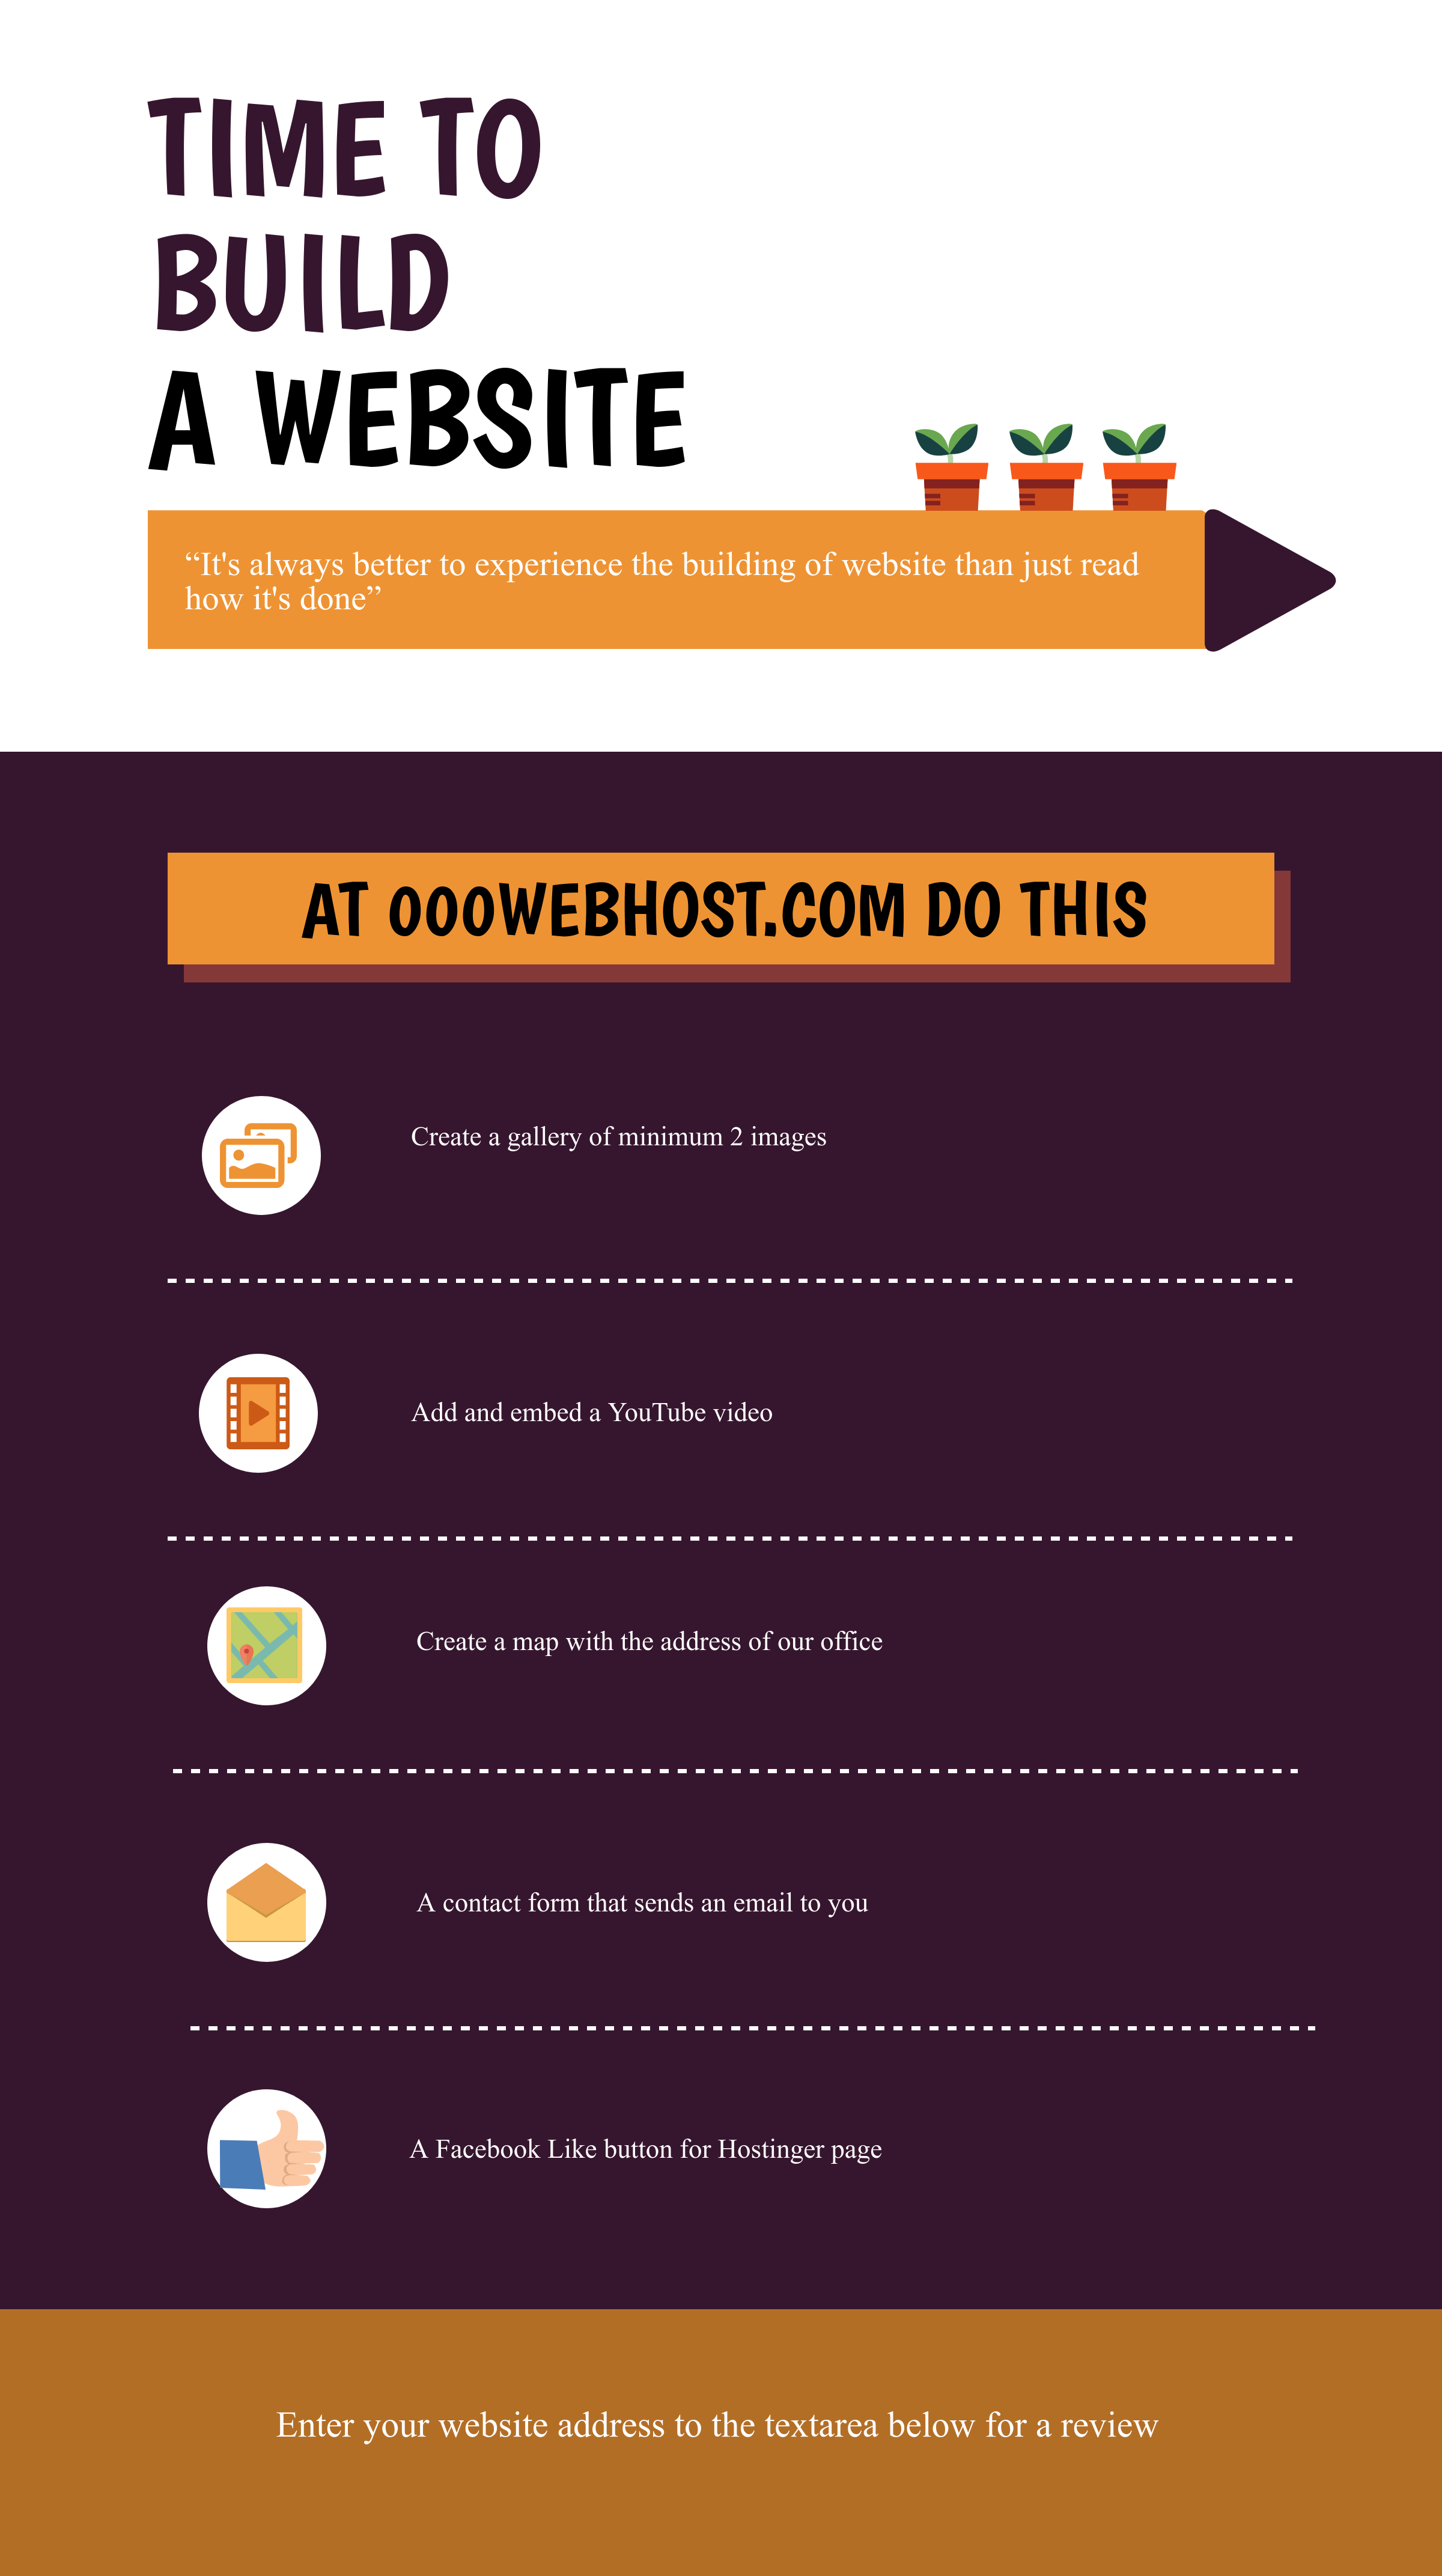 TIME TO
BUILD
A WEBSITE
“It's always better to experience the building of website than just read
how it's done”
AT 000WEBHOST.COM DO THIS
Create a gallery of minimum 2 images
Add and embed a YouTube video
Create a map with the address of our office
A contact form that sends an email to you
A Facebook Like button for Hostinger page
Enter your website address to the textarea below for a review